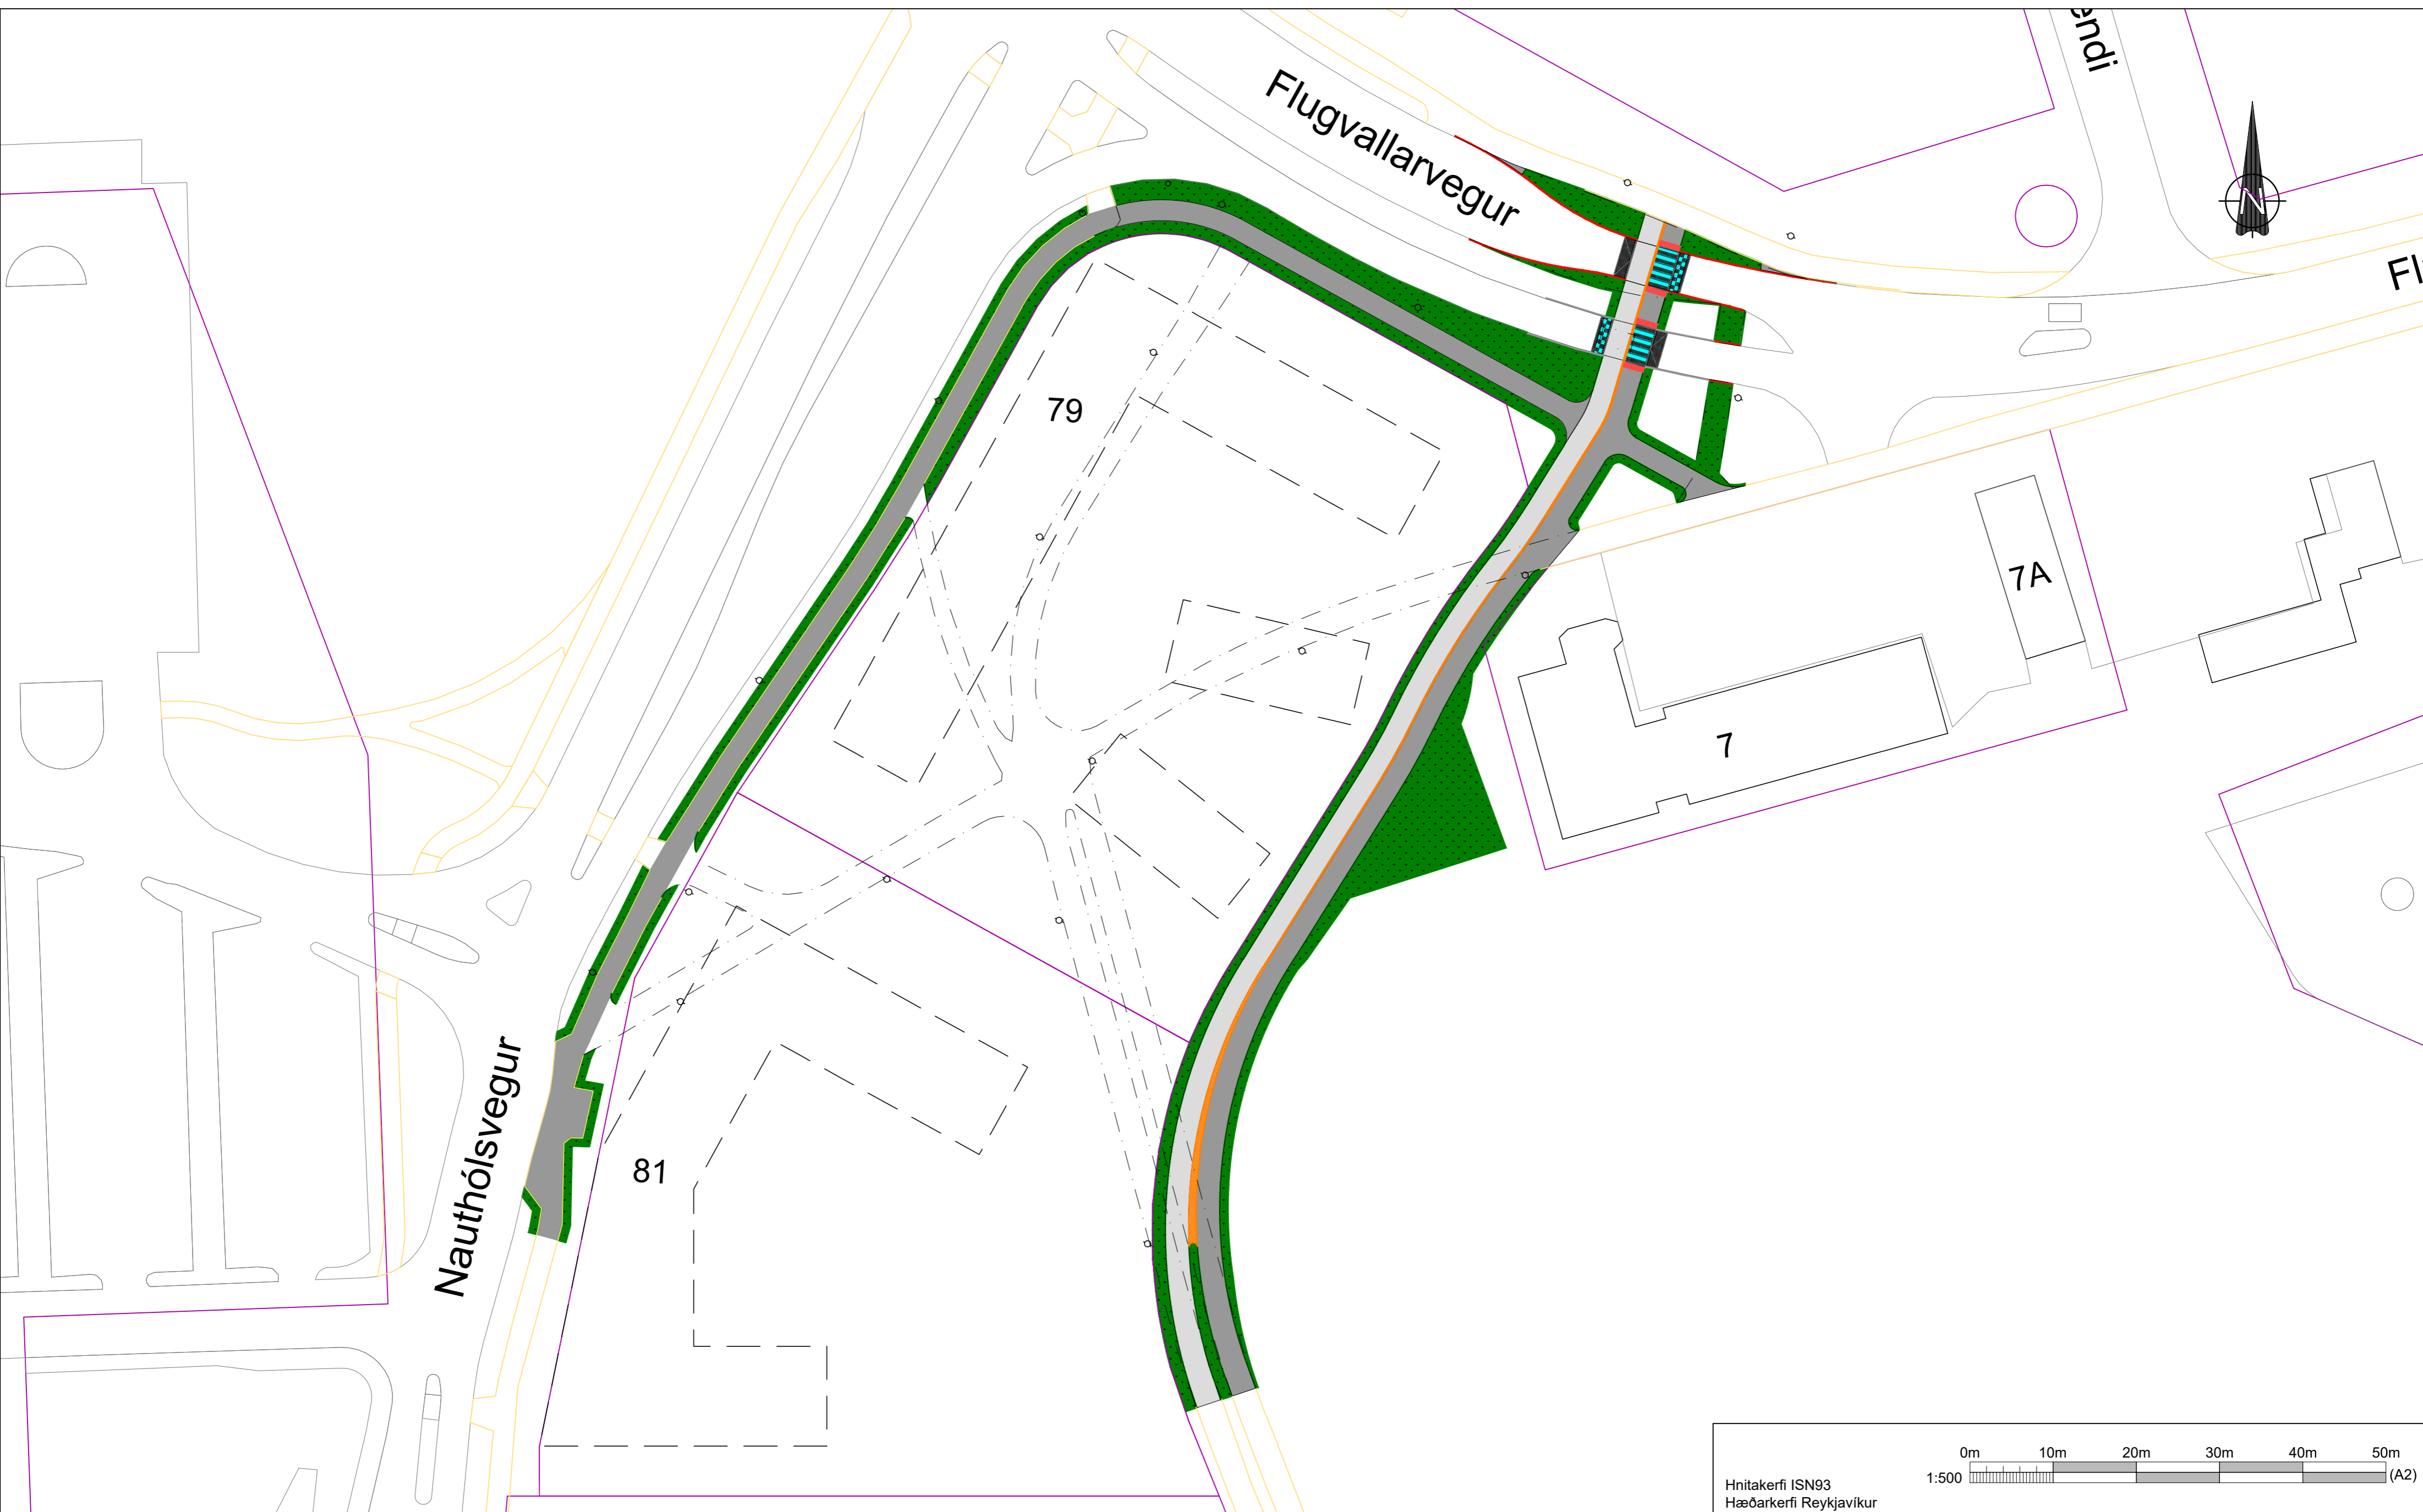 endi
Flugvallarvegur
N
79
7A
7
81
Nauthólsvegur
0m 10m 20m 30m 40m 50m
1:500 (A2)
Hnitakerfi ISN93
Hæðarkerfi Reykjavíkur